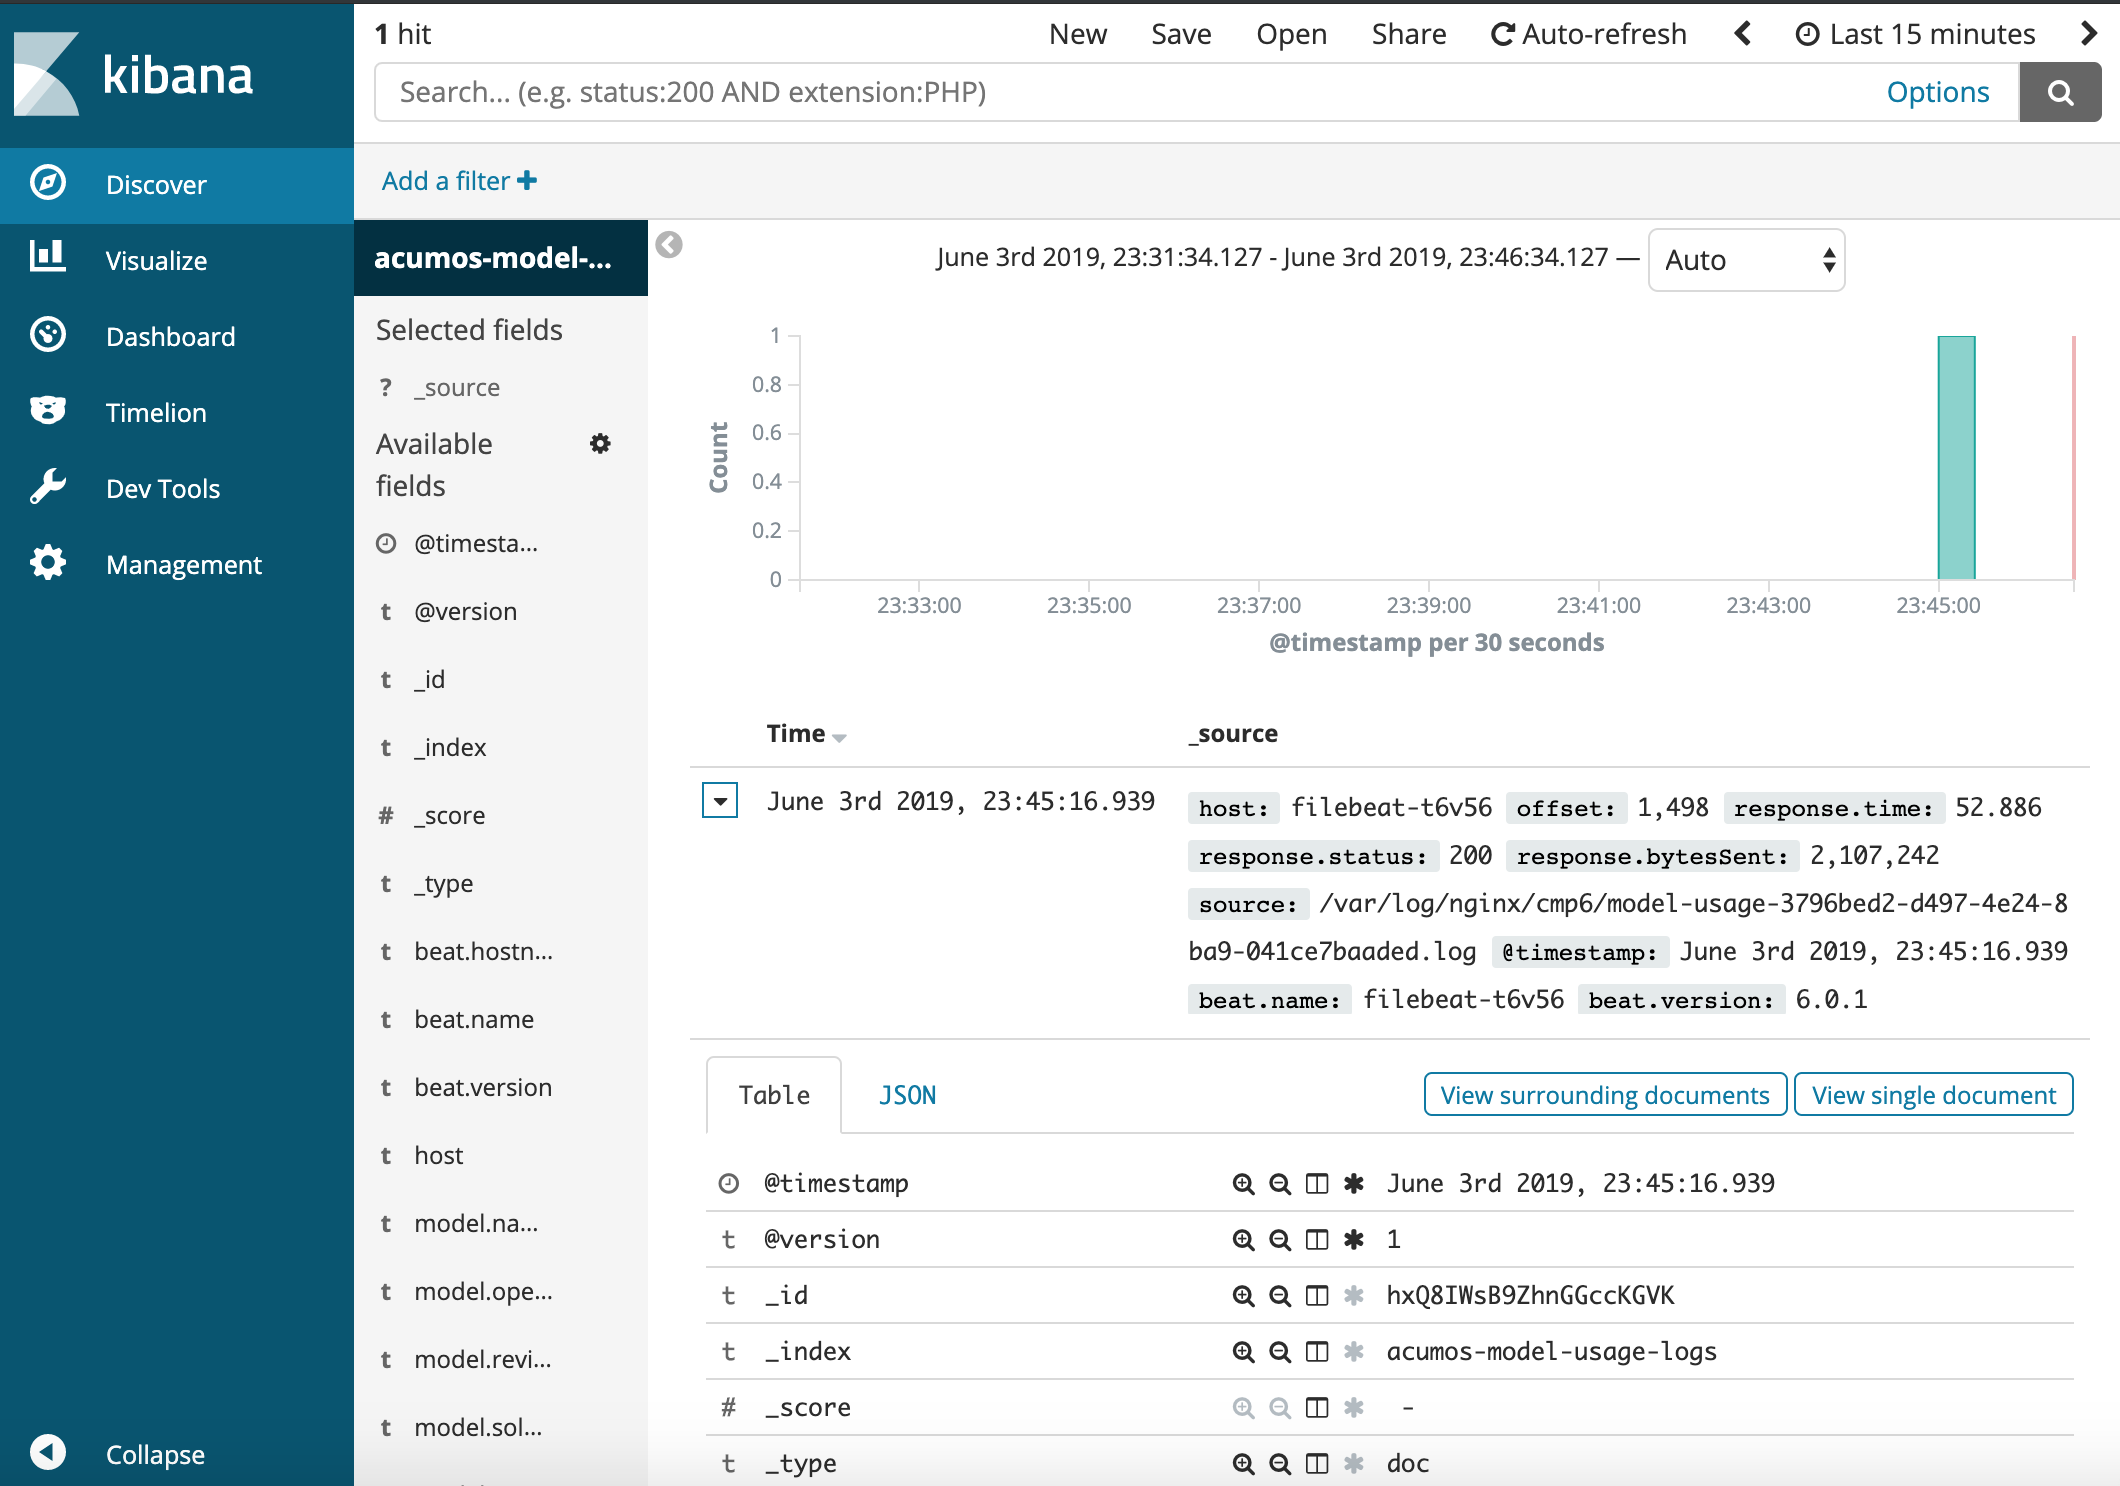 kibana
Discover
Visualize
Dashboard
Timelion
Dev Tools
Management
Collapse
1 hit
New Save Open Share Auto-refresh Last 15 minutes
Search... (e.g. status:200 AND extension:PHP) Options
Add a filter
acumos-model-...
Selected fields
? _source
Available
fields
@timesta...
t @version
t _id
t _index
# _score
t _type
t beat.hostn...
t beat.name
t beat.version
t host
t model.na...
t model.ope...
t model.revi...
t model.sol...
June 3rd 2019, 23:31:34.127 - June 3rd 2019, 23:46:34.127 — Auto
1
0.8
0.6
0.4
0.2
0
Count
23:33:00 23:35:00 23:37:00 23:39:00 23:41:00 23:43:00 23:45:00
@timestamp per 30 seconds
Time _source
June 3rd 2019, 23:45:16.939 host: filebeat-t6v56 offset: 1,498 response.time: 52.886
response.status: 200 response.bytesSent: 2,107,242
source: /var/log/nginx/cmp6/model-usage-3796bed2-d497-4e24-8
ba9-041ce7baaded.log @timestamp: June 3rd 2019, 23:45:16.939
beat.name: filebeat-t6v56 beat.version: 6.0.1
Table JSON View surrounding documents View single document
@timestamp June 3rd 2019, 23:45:16.939
t @version 1
t _id hxQ8IWsB9ZhnGGccKGVK
t _index acumos-model-usage-logs
# _score -
t _type doc